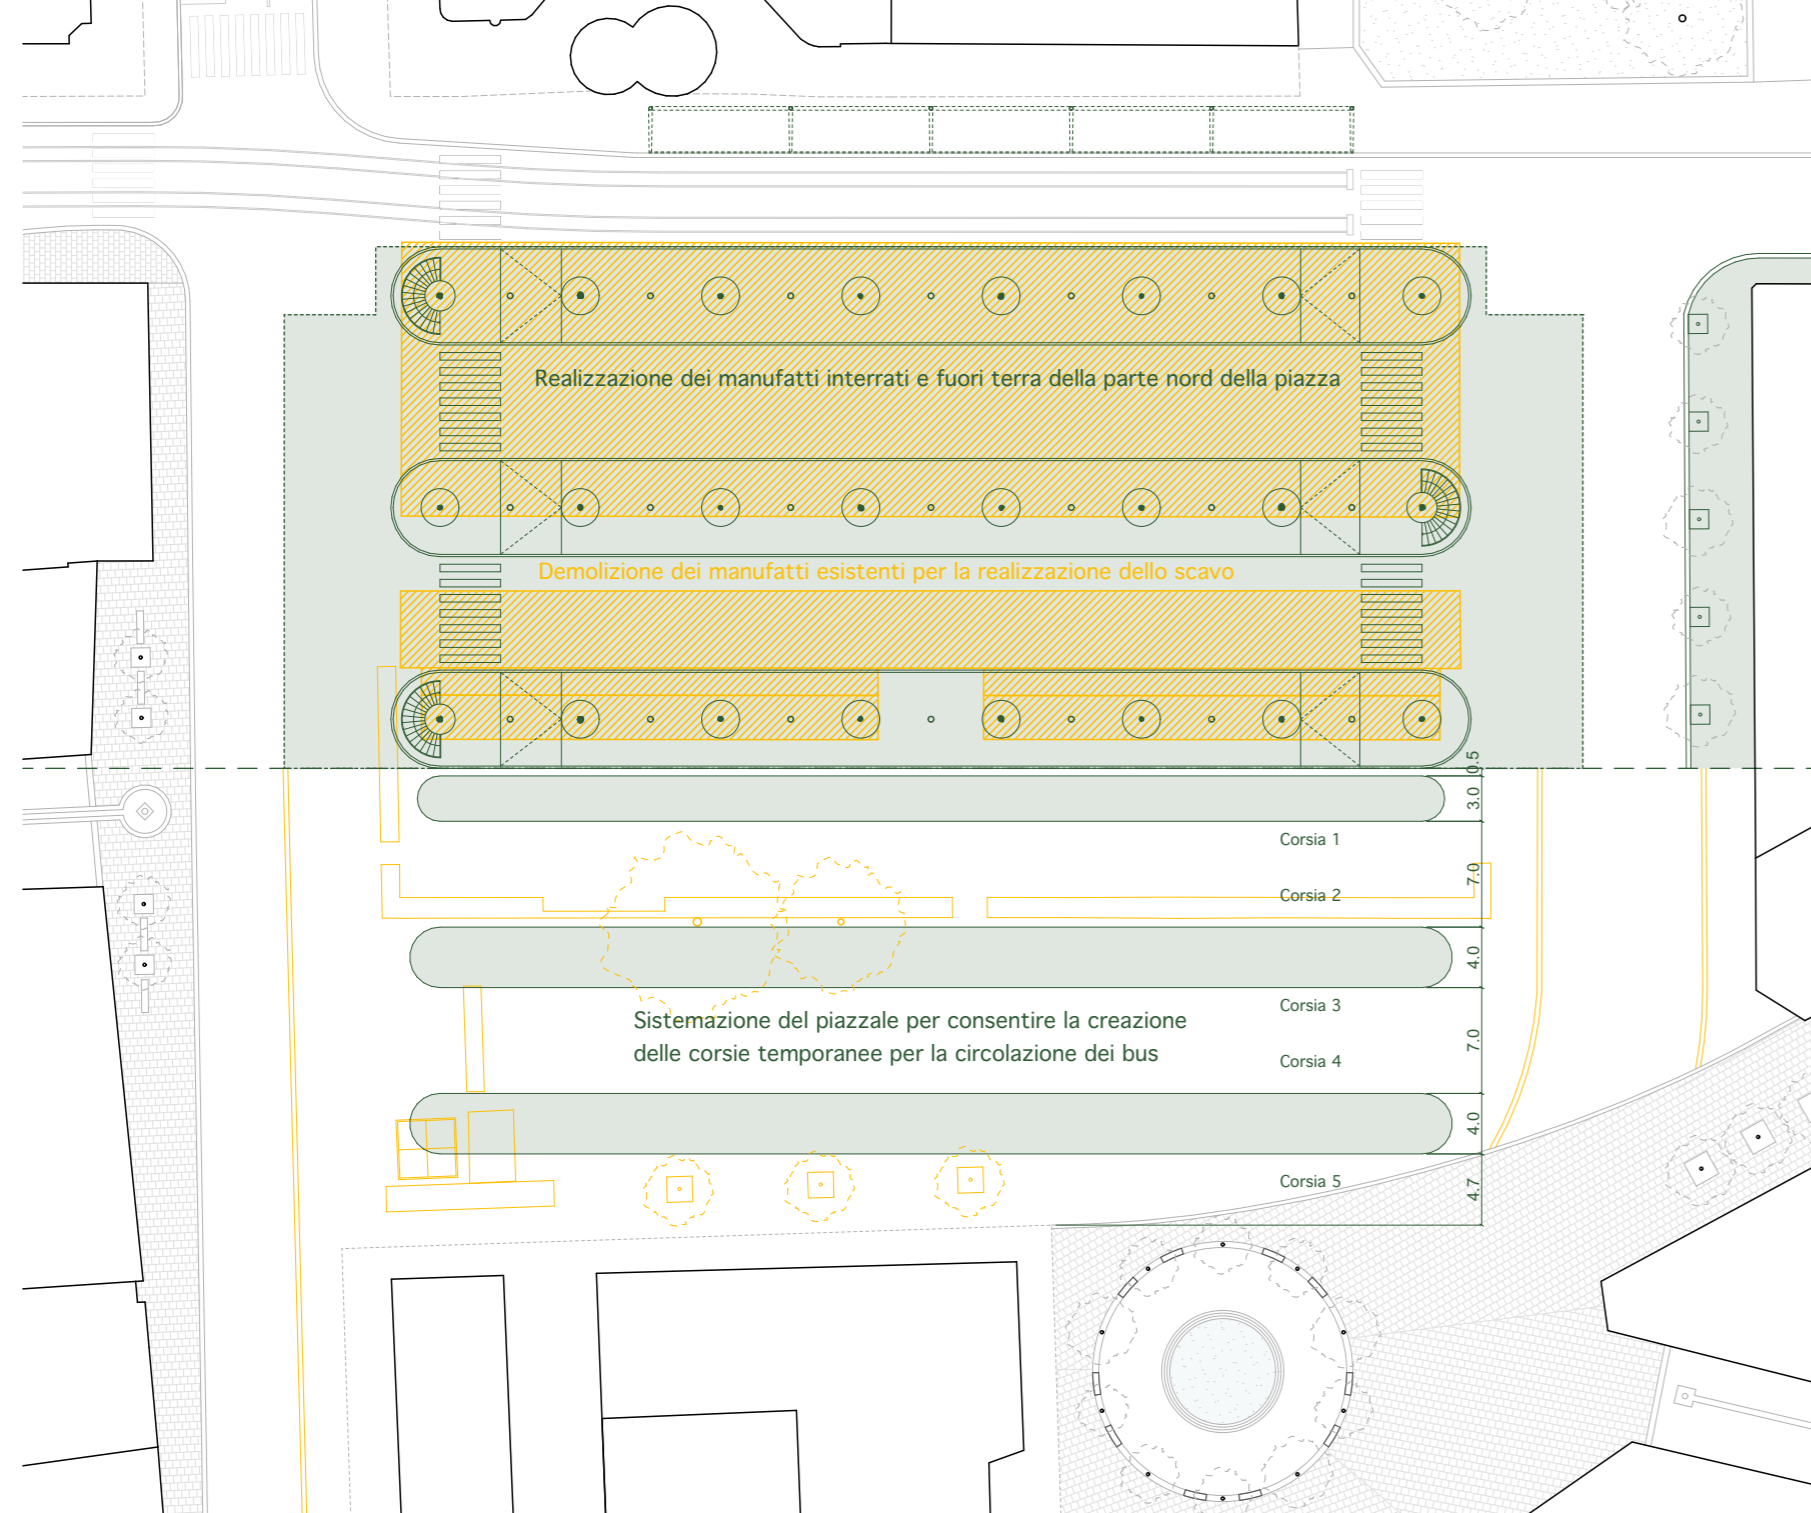 Realizzazione dei manufatti interrati e fuori terra della parte nord della piazza
Demolizione dei manufatti esistenti per la realizzazione dello scavo
0.5
3.0
Corsia 1
7.0
Corsia 2
4.0
Corsia 3
Sistemazione del piazzale per consentire la creazione
delle corsie temporanee per la circolazione dei bus
7.0
Corsia 4
4.0
Corsia 5
4.7